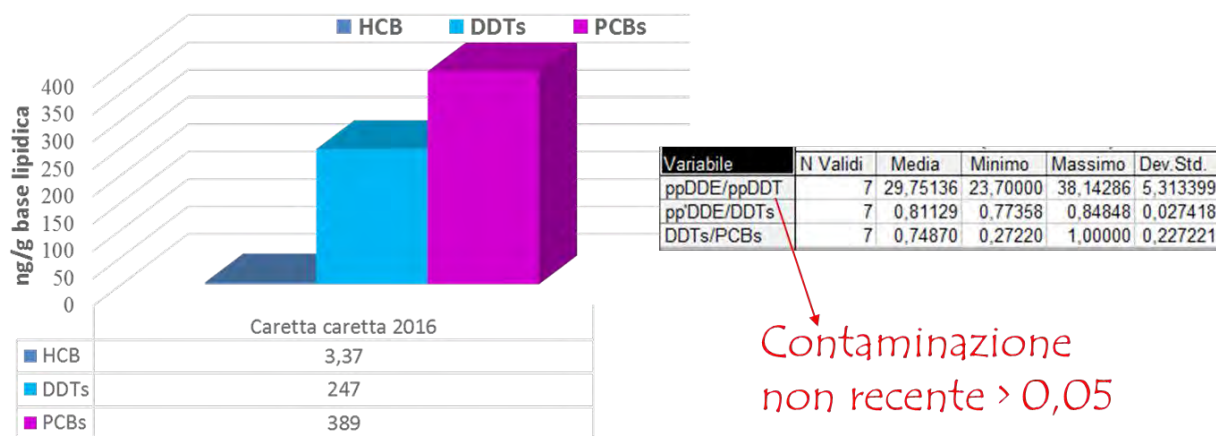 HCB DDTs PCBs
ng/g base lipidica
400
350
300
250
200
150
100
50
0
Caretta caretta 2016
HCB 3,37
DDTs 247
PCBs 389
Variabile N Validi Media Minimo Massimo Dev.Std.
ppDDE/ppDDT 7 29,75136 23,70000 38,14286 5,313399
pp'DDE/DDTs 7 0,81129 0,77358 0,84848 0,027418
DDTs/PCBs 7 0,74870 0,27220 1,00000 0,227221
Contaminazione
non recente > 0,05